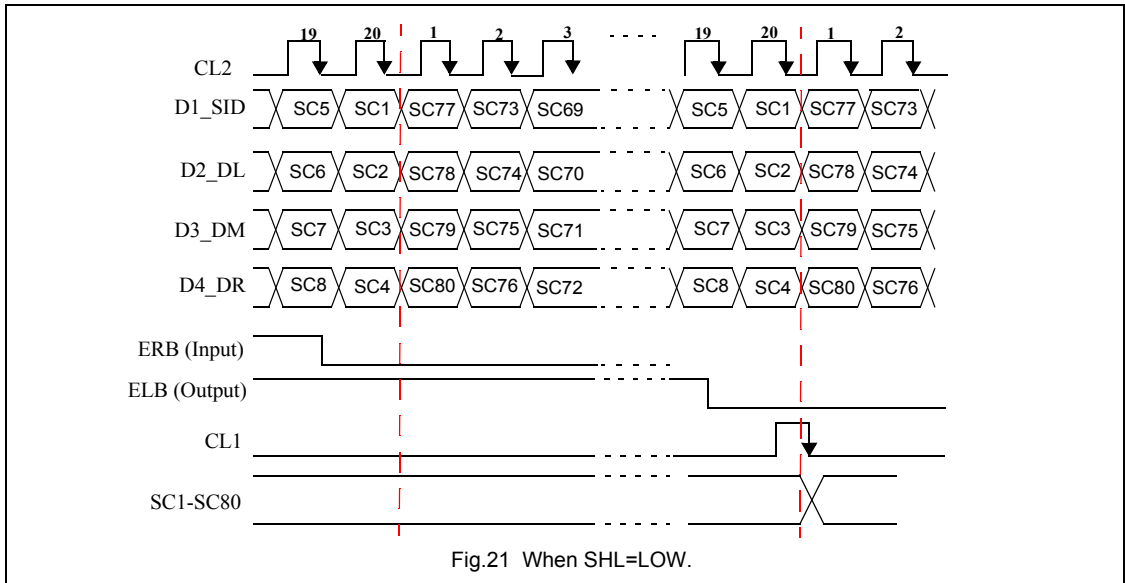 19 20 1 2 3 19 20 1 2
CL2
D1_SID SC5 SC1 SC77 SC73 SC69 SC5 SC1 SC77 SC73
D2_DL SC6 SC2 SC78 SC74 SC70 SC6 SC2 SC78 SC74
D3_DM SC7 SC3 SC79 SC75 SC71 SC7 SC3 SC79 SC75
D4_DR SC8 SC4 SC80 SC76 SC72 SC8 SC4 SC80 SC76
ERB (Input)
ELB (Output)
CL1
SC1-SC80
Fig.21 When SHL=LOW.